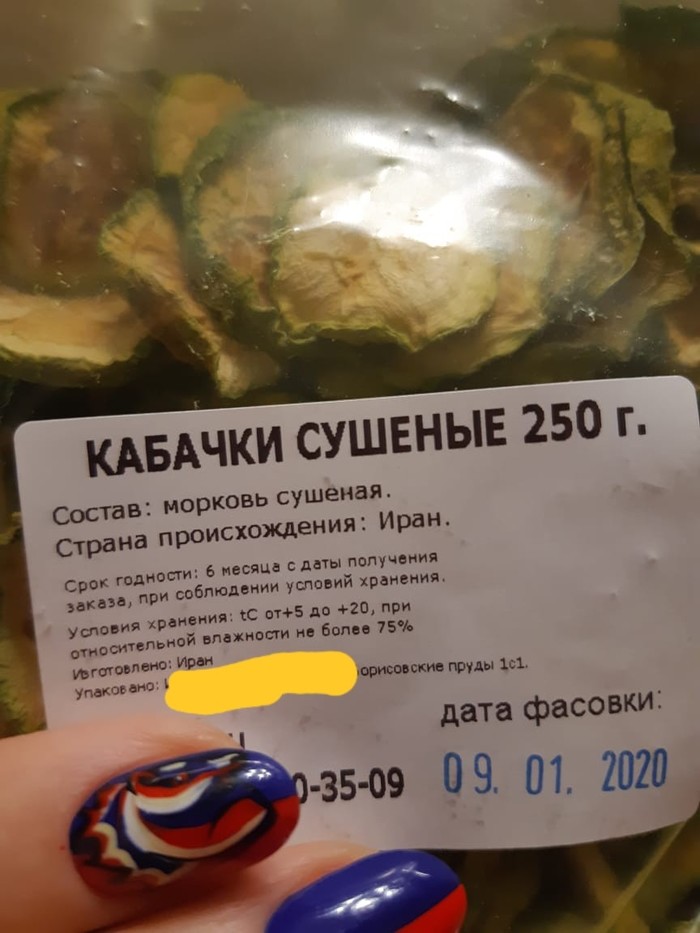 КАБАЧКИ СУШЕНЫЕ 250 г.
Состав: морковь сушеная.
Страна происхождения: Иран.
Срок годности: 6 месяца с даты получения
заказа, при соблюдении условий хранения.
Условия хранения: tC от+5 до +20, при
относительной влажности не более 75%
Изготовлено: Иран
Упаковано: орисовские пруды 1с1.
дата фасовки:
0-35-09
09. 01. 2020